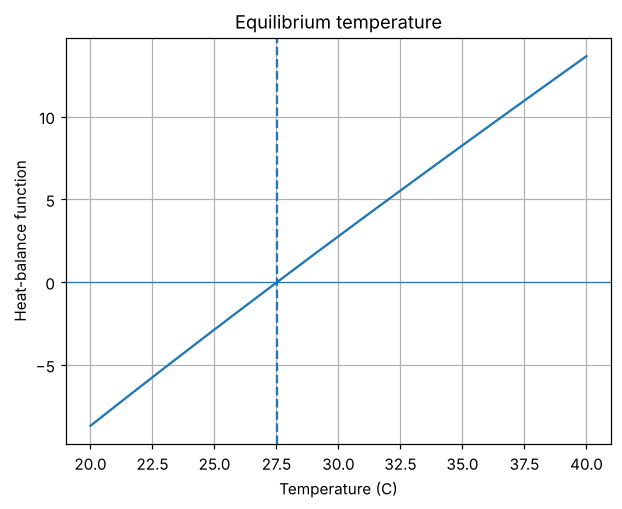 Equilibrium temperature
Heat-balance function
10
5
0
−5
20.0 22.5 25.0 27.5 30.0 32.5 35.0 37.5 40.0
Temperature (C)